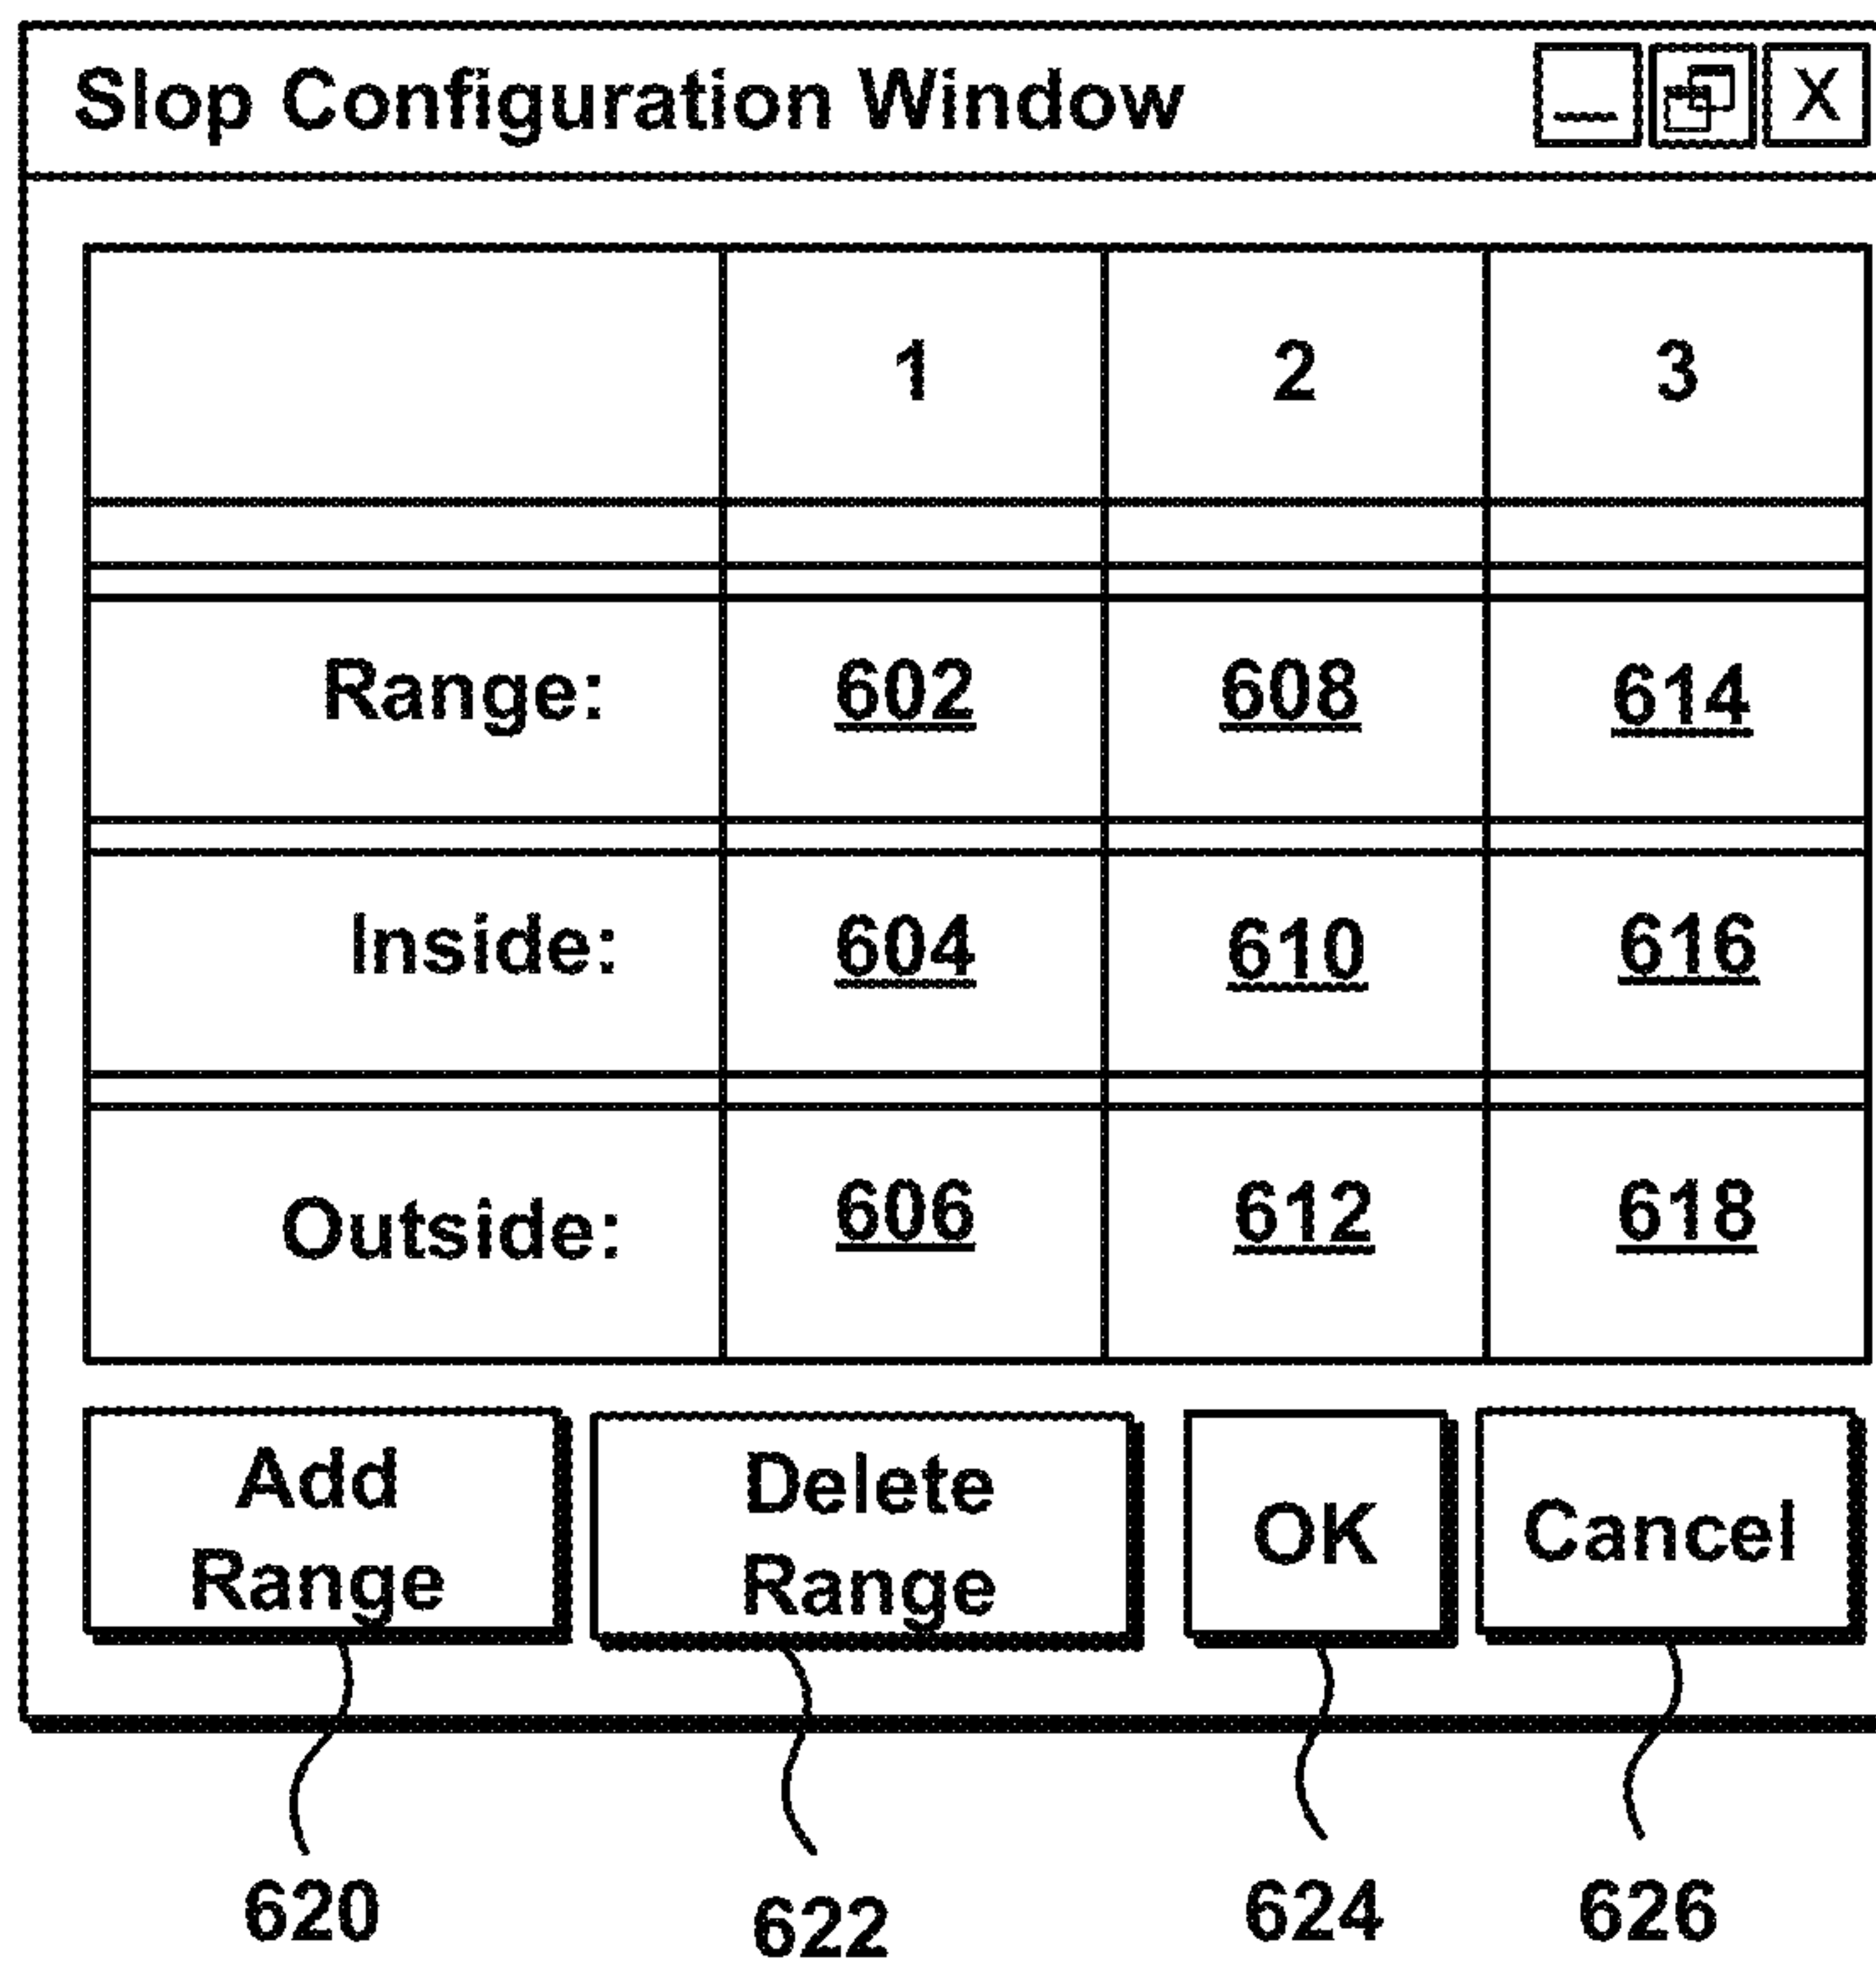 Slop Configuration Window X
1 2 3
Range: 602 608 614
Inside: 604 610 616
Outside: 606 612 618
Add Range
Delete Range
OK
Cancel
620 622 624 626